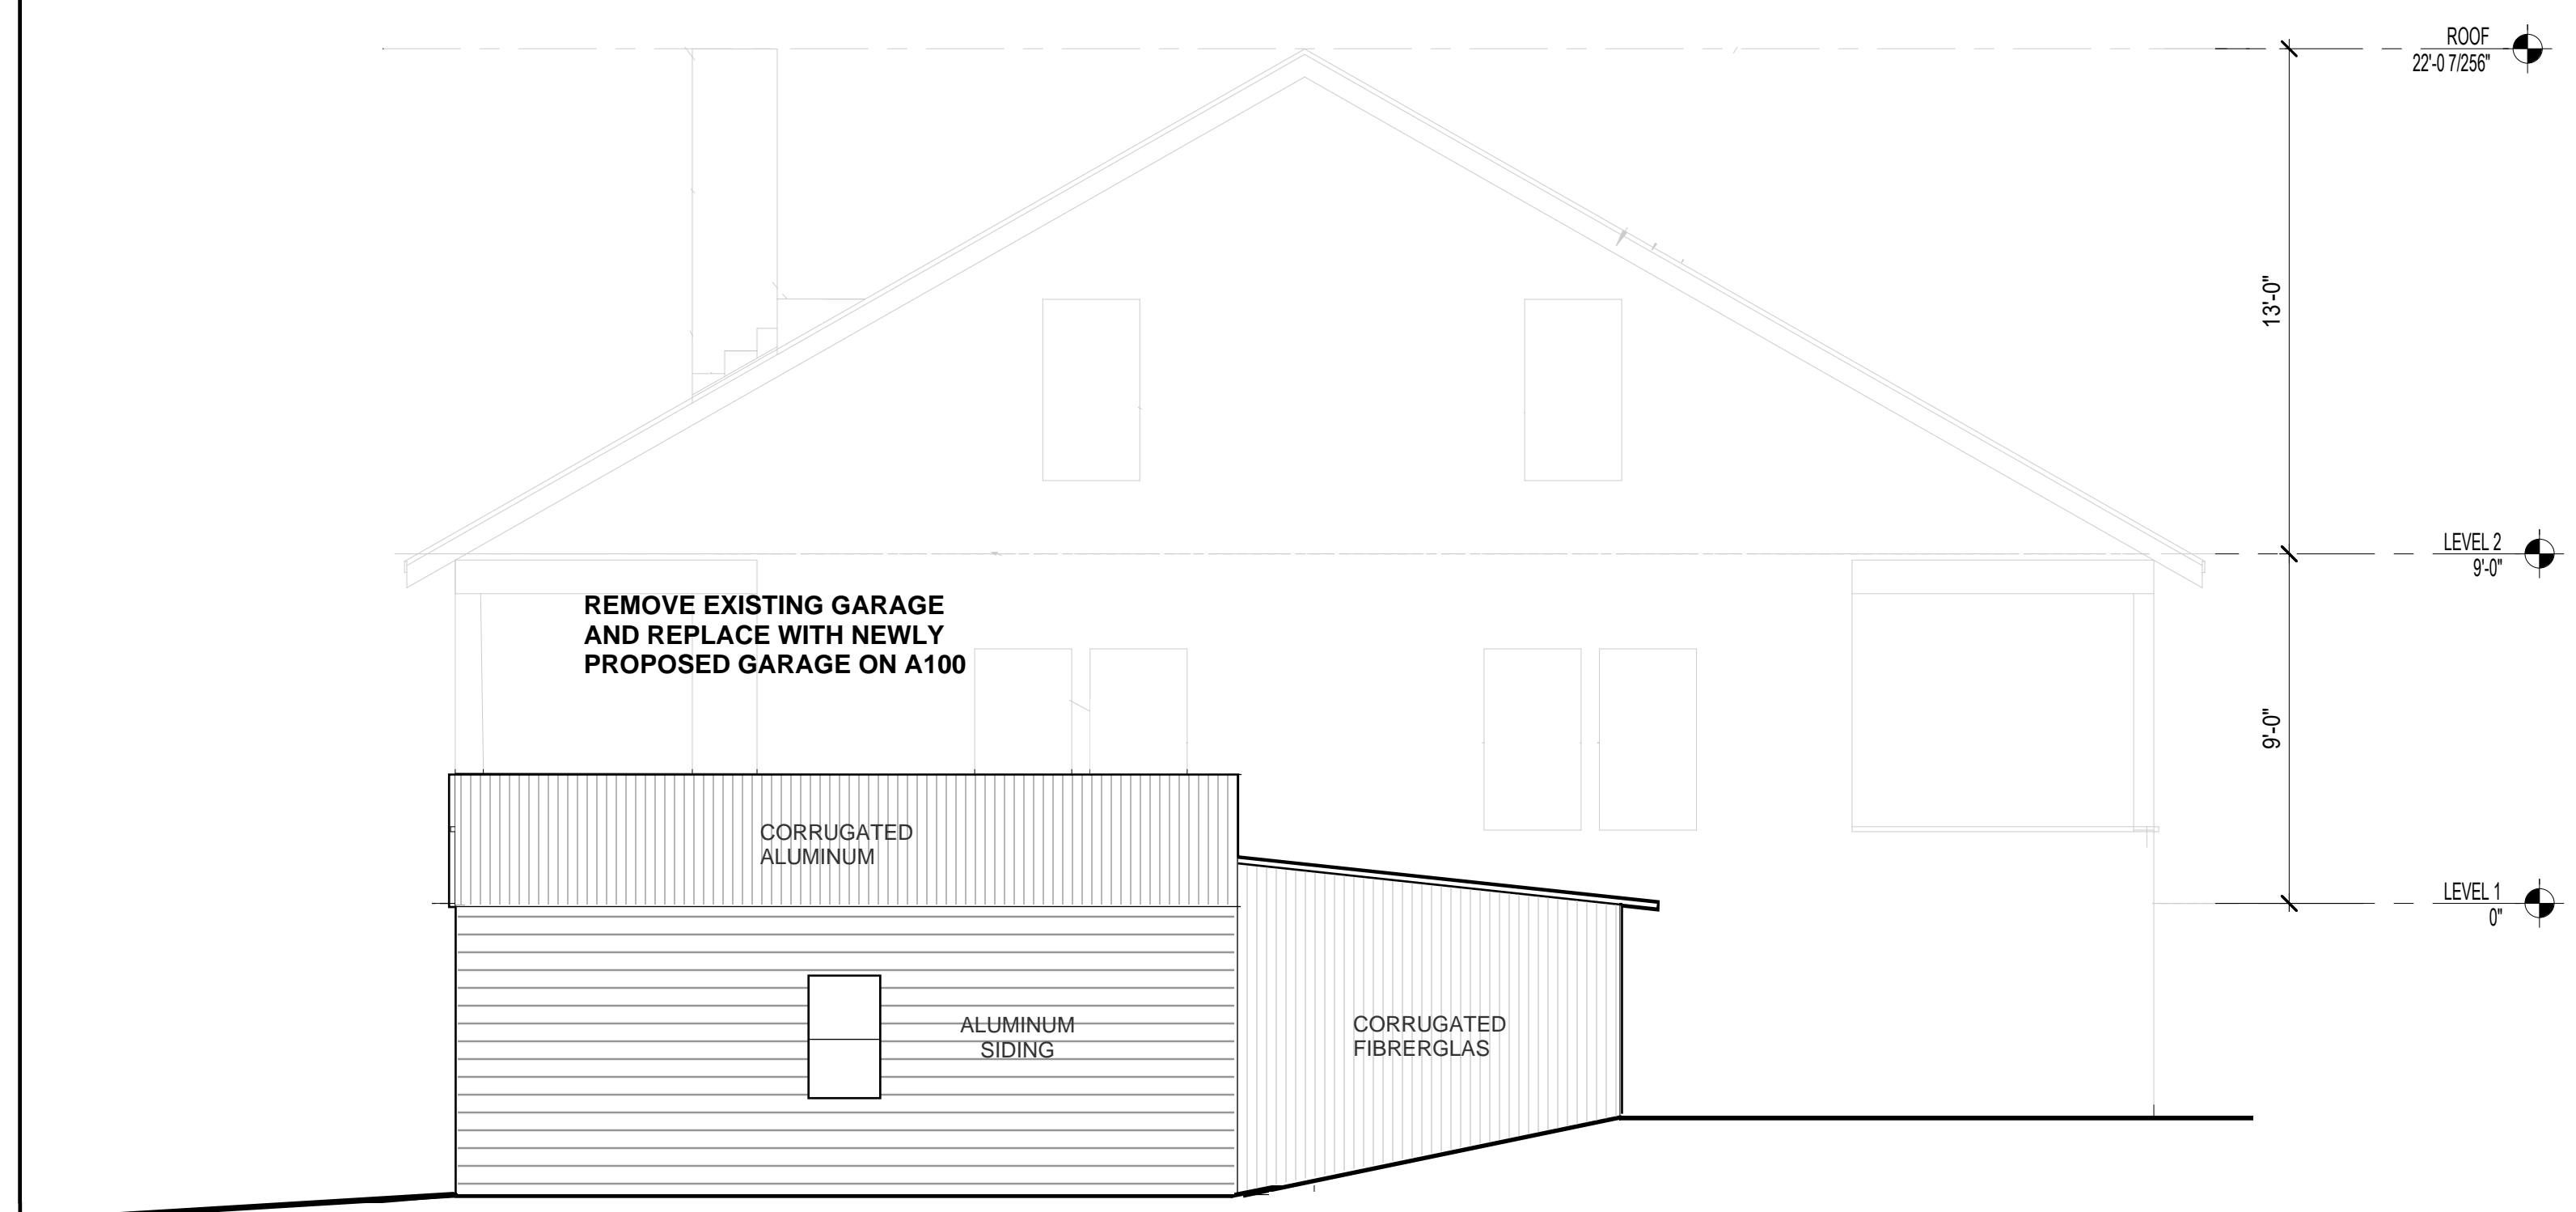 ROOF
22'-0 7/256"
13'-0"
LEVEL 2
9'-0"
REMOVE EXISTING GARAGE
AND REPLACE WITH NEWLY
PROPOSED GARAGE ON A100
9'-0"
CORRUGATED
ALUMINUM
LEVEL 1
0"
ALUMINUM
SIDING
CORRUGATED
FIBRERGLAS